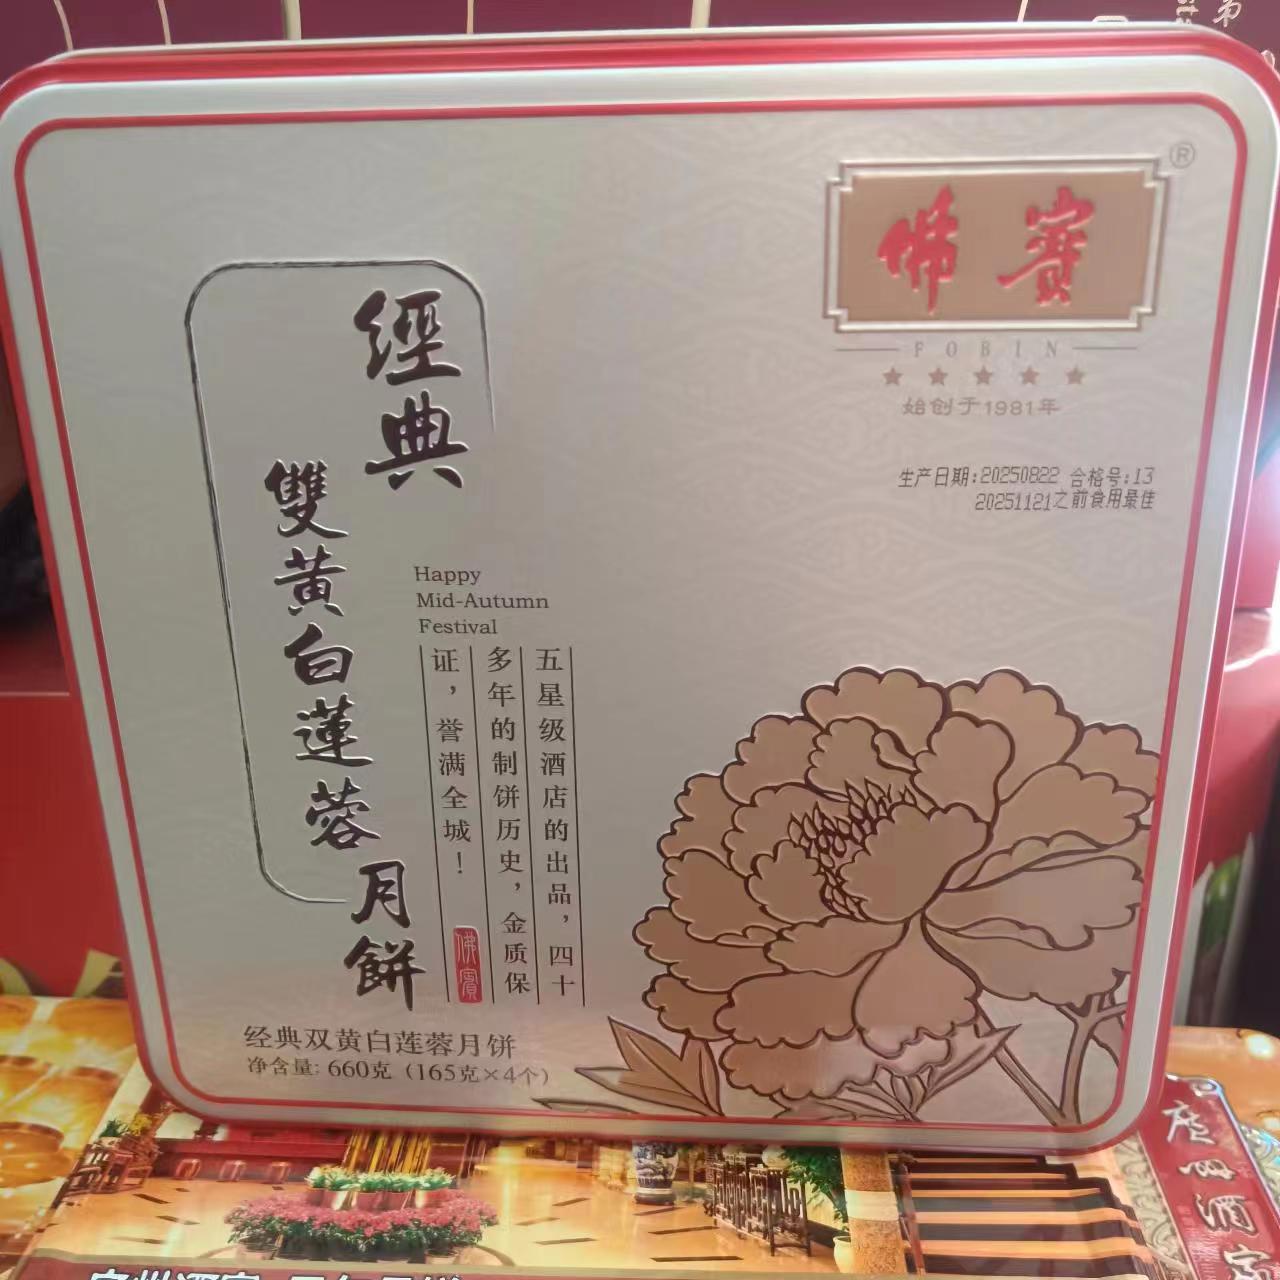 佛賓
®
FOBIN
始创于1981年
生产日期:20250822 合格号:13
20251121之前食用最佳
經典
雙黄白蓮蓉月餅
Happy
Mid-Autumn
Festival
五星级酒店的出品，四十
多年的制饼历史，金质保
证，誉满全城！
佛賓
经典双黄白莲蓉月饼
净含量: 660克（165克×4个）
廣州酒家